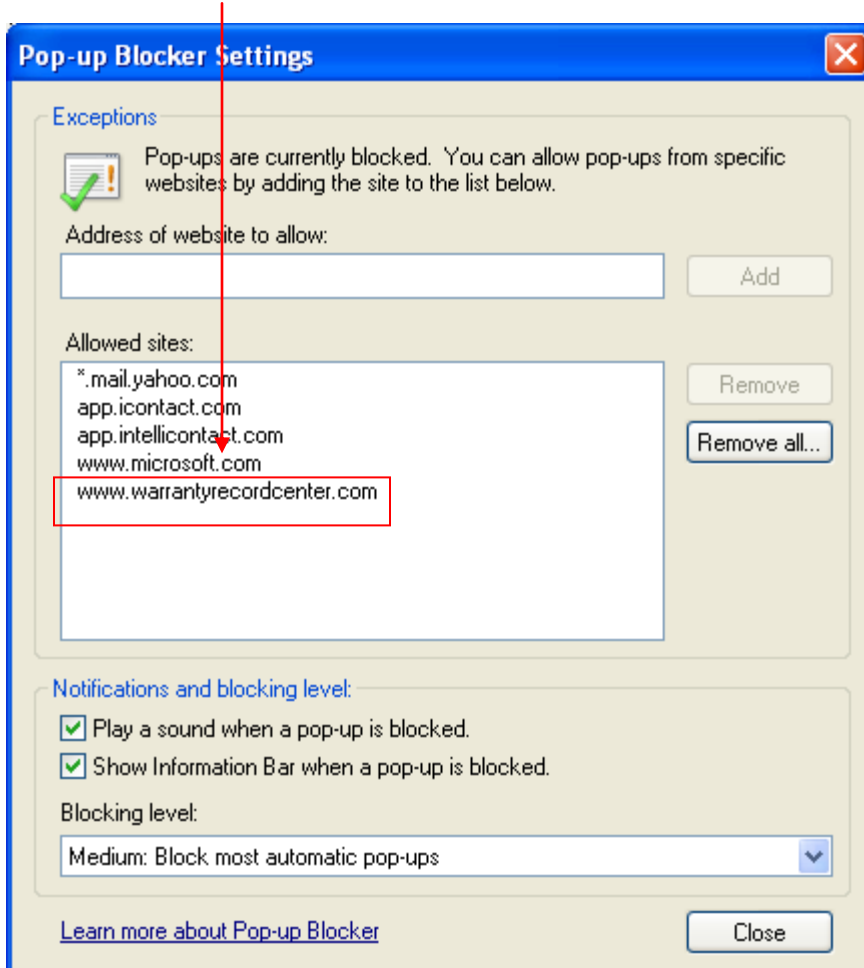 Pop-up Blocker Settings
Exceptions
Pop-ups are currently blocked. You can allow pop-ups from specific
websites by adding the site to the list below.
Address of website to allow:
Add
Allowed sites:
*.mail.yahoo.com
app.icontact.com
app.intellicontact.com
www.microsoft.com
www.warrantyrecordcenter.com
Remove
Remove all...
Notifications and blocking level:
Play a sound when a pop-up is blocked.
Show Information Bar when a pop-up is blocked.
Blocking level:
Medium: Block most automatic pop-ups
Learn more about Pop-up Blocker
Close